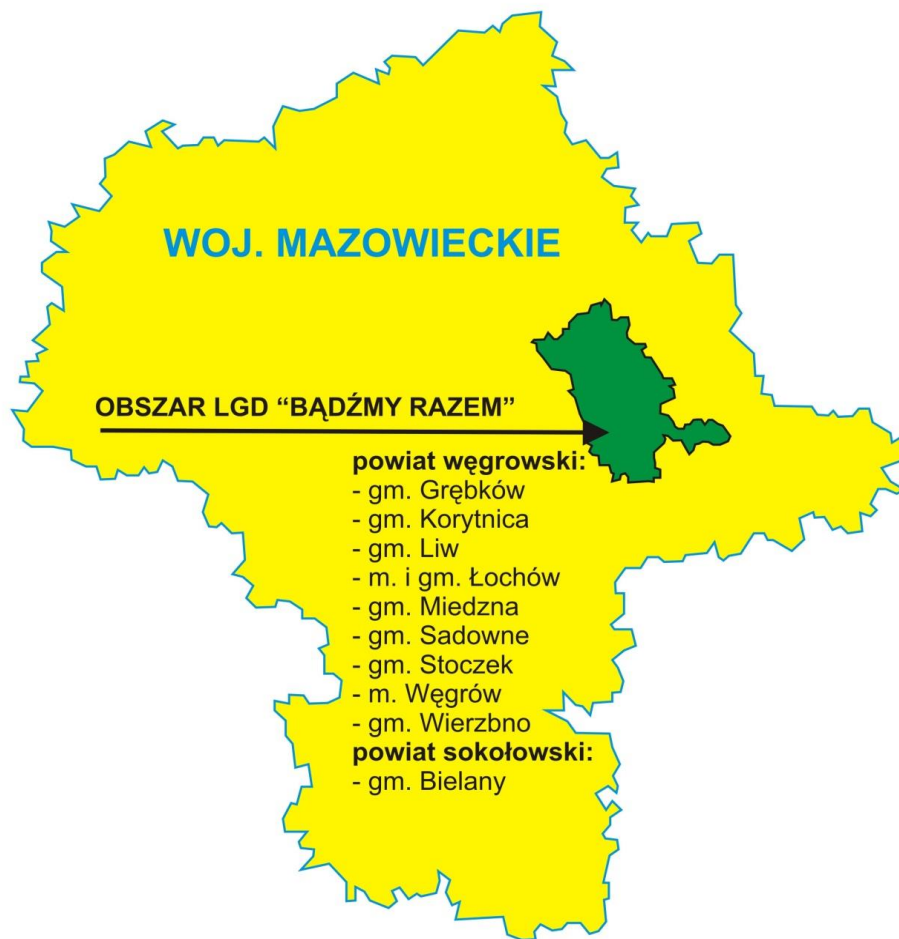 WOJ. MAZOWIECKIE
OBSZAR LGD “BĄDŹMY RAZEM”
powiat węgrowski:
- gm. Grębków
- gm. Korytnica
- gm. Liw
- m. i gm. Łochów
- gm. Miedzna
- gm. Sadowne
- gm. Stoczek
- m. Węgrów
- gm. Wierzbno
powiat sokołowski:
- gm. Bielany